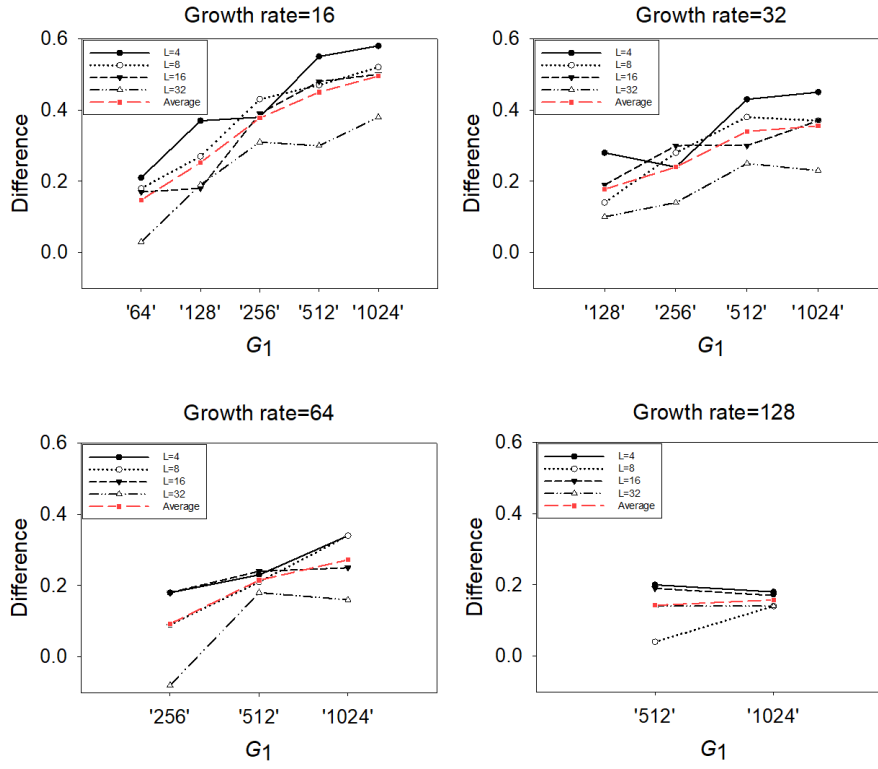 Growth rate=16
0.6
0.4
0.2
0.0
Difference
L=4
L=8
L=16
L=32
Average
'64' '128' '256' '512' '1024'
G1
Growth rate=32
0.6
0.4
0.2
0.0
Difference
L=4
L=8
L=16
L=32
Average
'128' '256' '512' '1024'
G1
Growth rate=64
0.6
0.4
0.2
0.0
Difference
L=4
L=8
L=16
L=32
Average
'256' '512' '1024'
G1
Growth rate=128
0.6
0.4
0.2
0.0
Difference
L=4
L=8
L=16
L=32
Average
'512' '1024'
G1